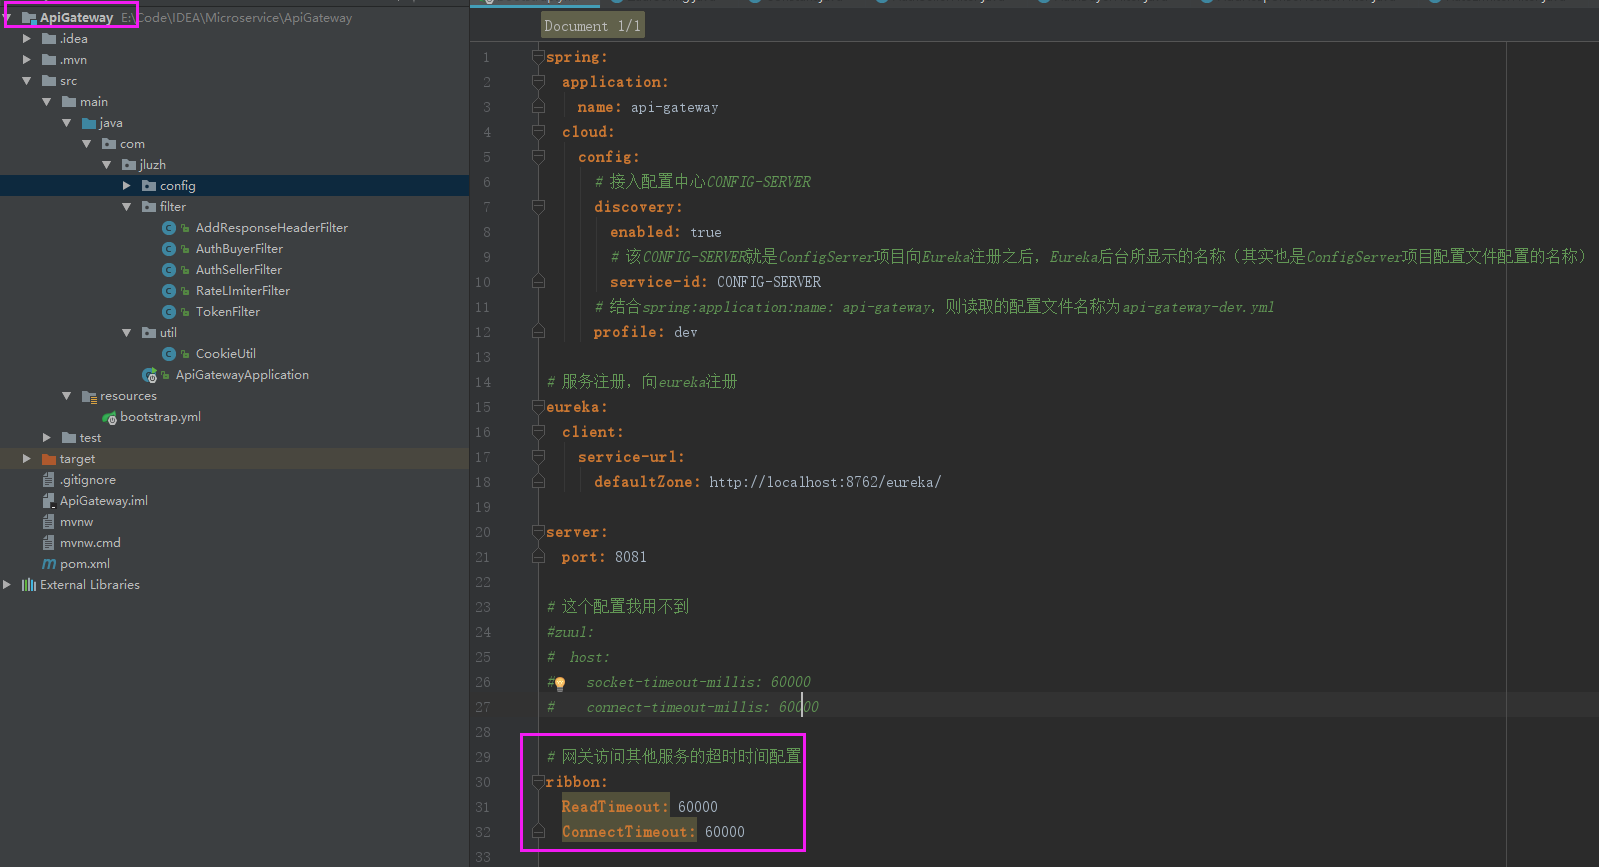 ApiGateway E:\Code\IDEA\Microservice\ApiGateway
.idea
.mvn
src
main
java
com
jluzh
config
filter
AddResponseHeaderFilter
AuthBuyerFilter
AuthSellerFilter
RateLImiterFilter
TokenFilter
util
CookieUtil
ApiGatewayApplication
resources
bootstrap.yml
test
target
.gitignore
ApiGateway.iml
mvnw
mvnw.cmd
pom.xml
External Libraries
Document 1/1
1 spring:
2 application:
3 name: api-gateway
4 cloud:
5 config:
6 # 接入配置中心CONFIG-SERVER
7 discovery:
8 enabled: true
9 # 该CONFIG-SERVER就是ConfigServer项目向Eureka注册之后，Eureka后台所显示的名称（其实也是ConfigServer项目配置文件配置的名称）
10 service-id: CONFIG-SERVER
11 # 结合spring:application:name: api-gateway，则读取的配置文件名称为api-gateway-dev.yml
12 profile: dev
13
14 # 服务注册，向eureka注册
15 eureka:
16 client:
17 service-url:
18 defaultZone: http://localhost:8762/eureka/
19
20 server:
21 port: 8081
22
23 # 这个配置我用不到
24 #zuul:
25 # host:
26 # socket-timeout-millis: 60000
27 # connect-timeout-millis: 60000
28
29 # 网关访问其他服务的超时时间配置
30 ribbon:
31 ReadTimeout: 60000
32 ConnectTimeout: 60000
33